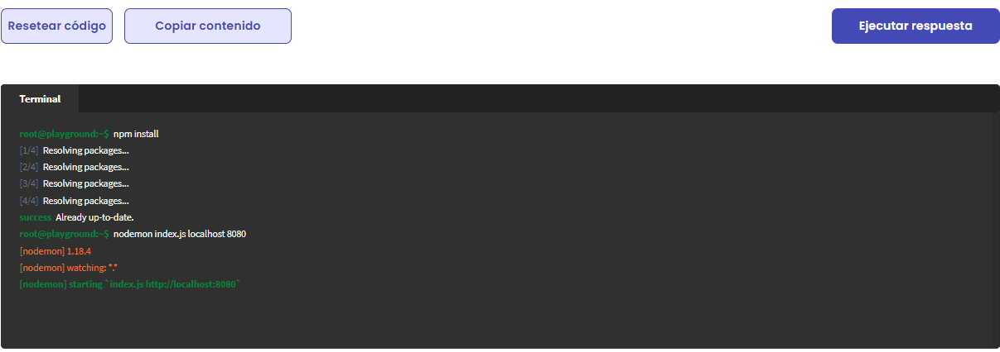 Resetear código
Copiar contenido
Ejecutar respuesta
Terminal
root@playground:~$ npm install
[1/4] Resolving packages...
[2/4] Resolving packages...
[3/4] Resolving packages...
[4/4] Resolving packages...
success Already up-to-date.
root@playground:~$ nodemon index.js localhost 8080
[nodemon] 1.18.4
[nodemon] watching: *.*
[nodemon] starting `index.js http://localhost:8080`